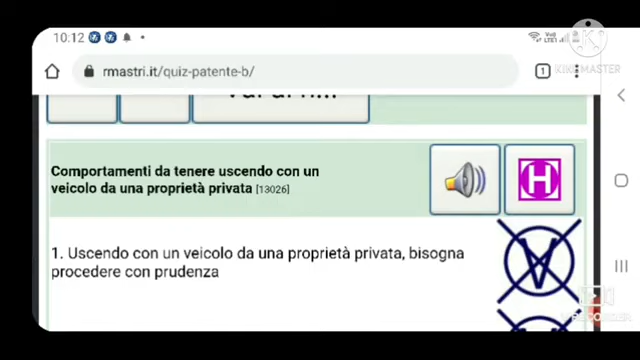 10:12
KINEMASTER
rmastri.it/quiz-patente-b/
1
Comportamenti da tenere uscendo con un
veicolo da una proprietà privata [13026]
H
1. Uscendo con un veicolo da una proprietà privata, bisogna
procedere con prudenza
V